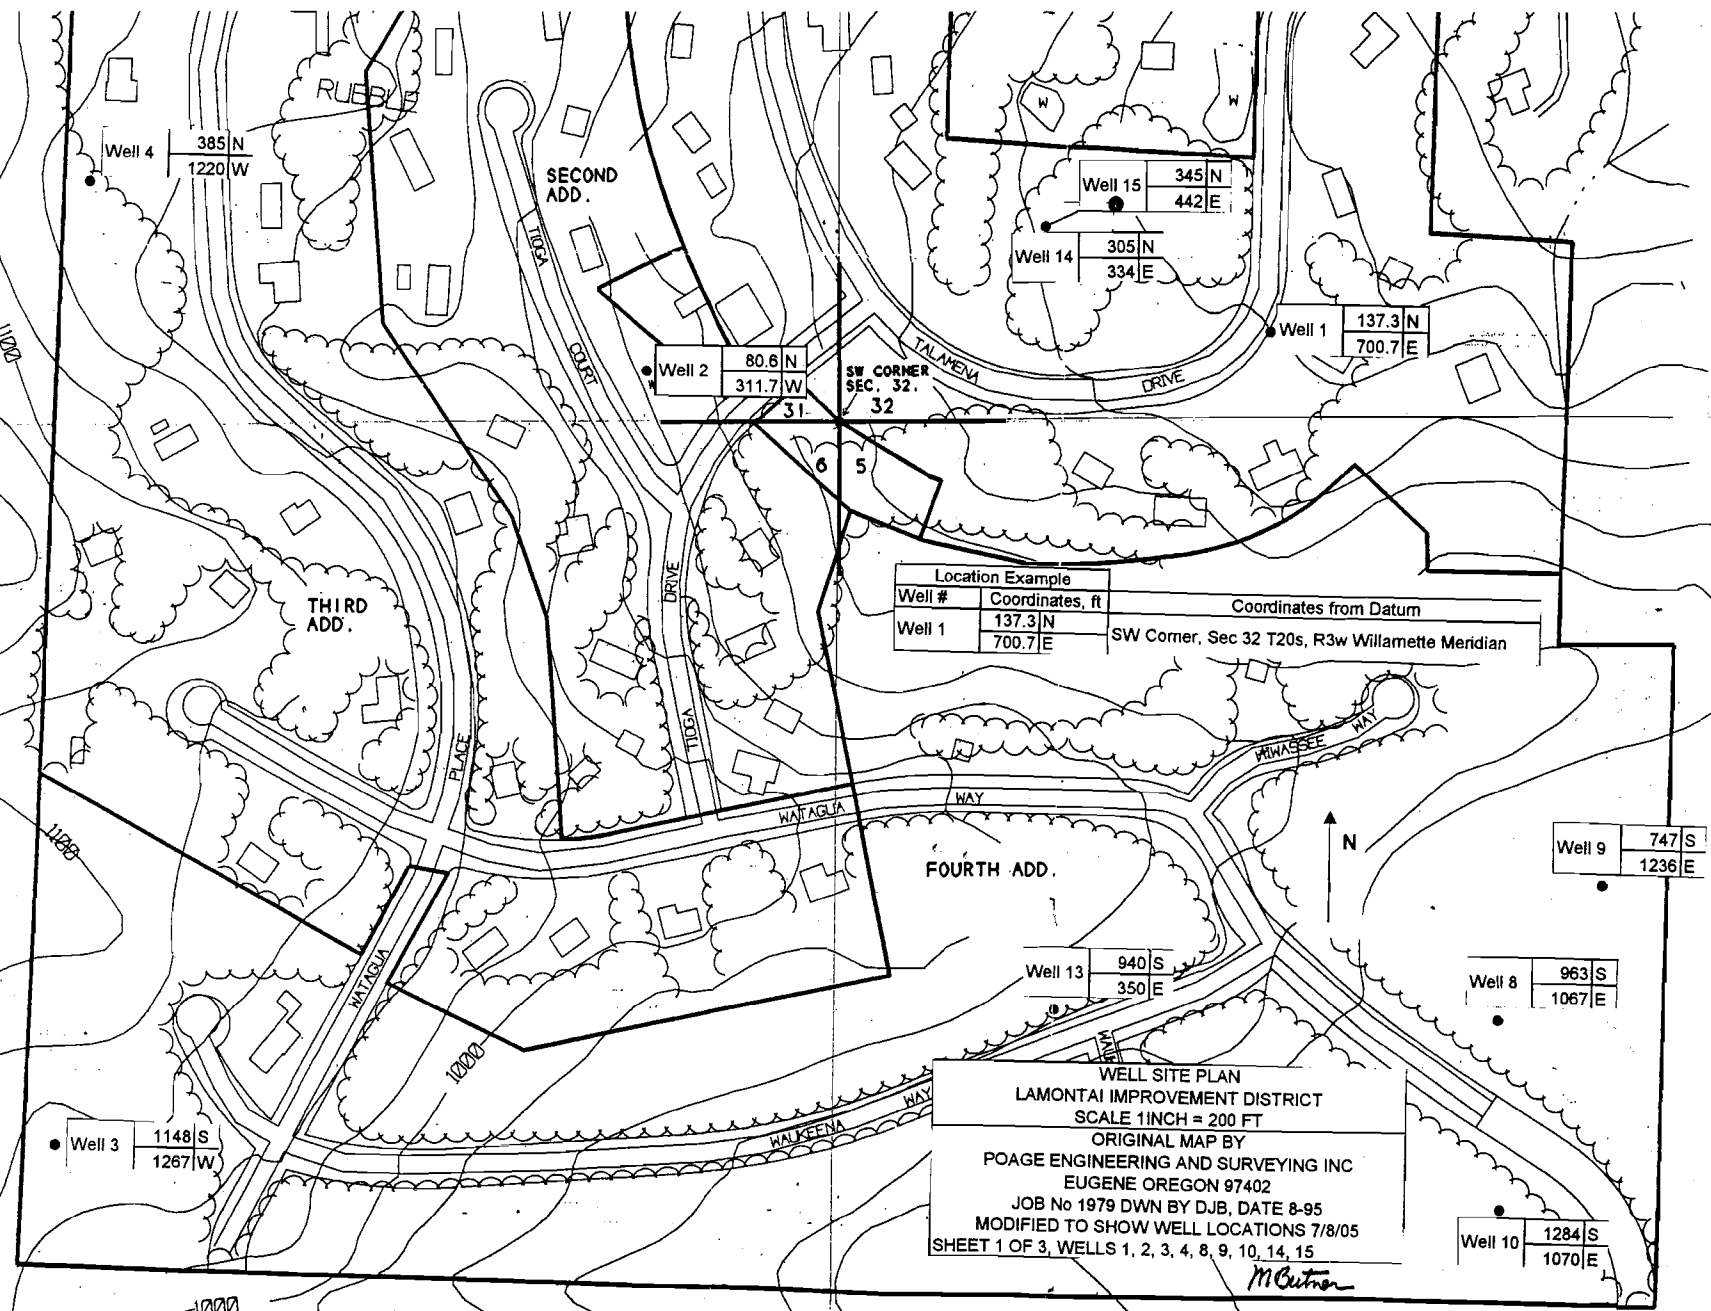 RUBBLE
W
W
Well 4 385 N
1220 W
SECOND
ADD.
Well 15 345 N
442 E
Well 14 305 N
334 E
TIOGA
COURT
1100
Well 1 137.3 N
700.7 E
Well 2 80.6 N
311.7 W
W
TALAMENA
DRIVE
SW CORNER
SEC. 32.
31 32
6 5
Location Example
Well # Coordinates, ft Coordinates from Datum
Well 1 137.3 N
700.7 E
SW Corner, Sec 32 T20s, R3w Willamette Meridian
THIRD
ADD.
DRIVE
TIOGA
PLACE
HIWASSEE WAY
WATAGUA WAY
1100
N
FOURTH ADD.
Well 9 747 S
1236 E
Well 13 940 S
350 E
Well 8 963 S
1067 E
WATAGUA
1000
WAUKEENA WAY
Well 3 1148 S
1267 W
WELL SITE PLAN
LAMONTAI IMPROVEMENT DISTRICT
SCALE 1INCH = 200 FT
ORIGINAL MAP BY
POAGE ENGINEERING AND SURVEYING INC
EUGENE OREGON 97402
JOB No 1979 DWN BY DJB, DATE 8-95
MODIFIED TO SHOW WELL LOCATIONS 7/8/05
SHEET 1 OF 3, WELLS 1, 2, 3, 4, 8, 9, 10, 14, 15
M Butner
Well 10 1284 S
1070 E
1000